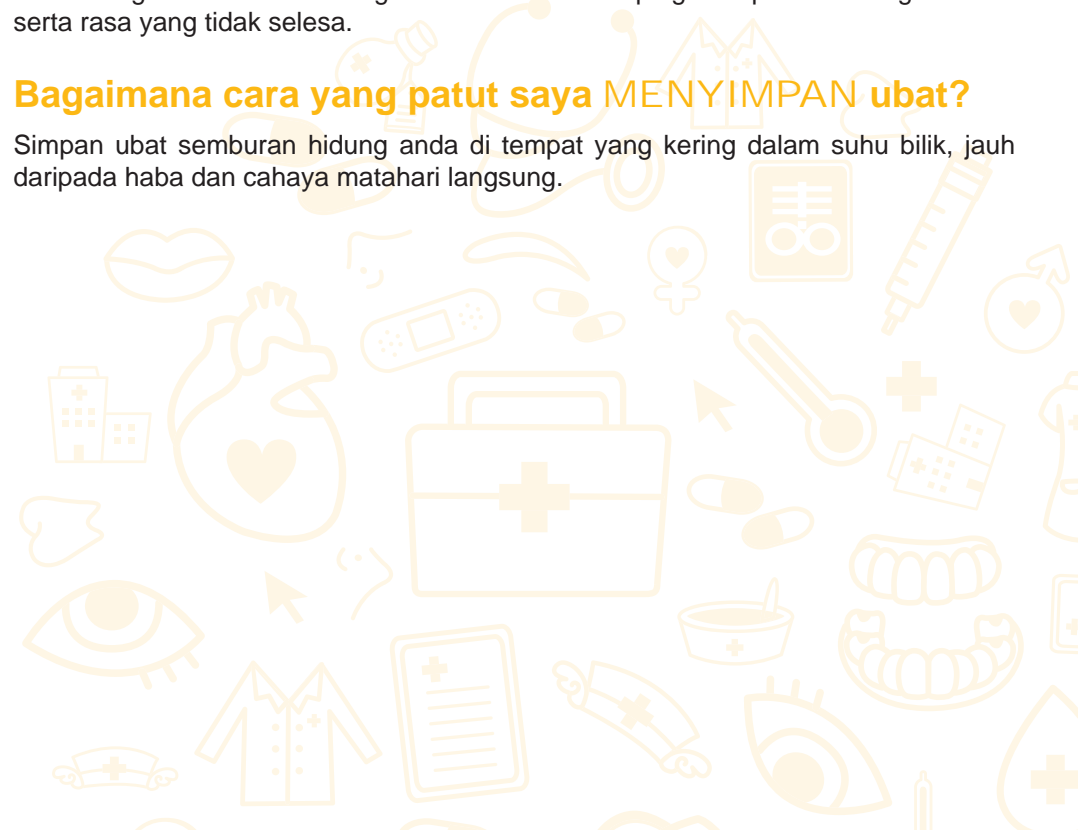 serta rasa yang tidak selesa.
Bagaimana cara yang patut saya MENYIMPAN ubat?
Simpan ubat semburan hidung anda di tempat yang kering dalam suhu bilik, jauh
daripada haba dan cahaya matahari langsung.